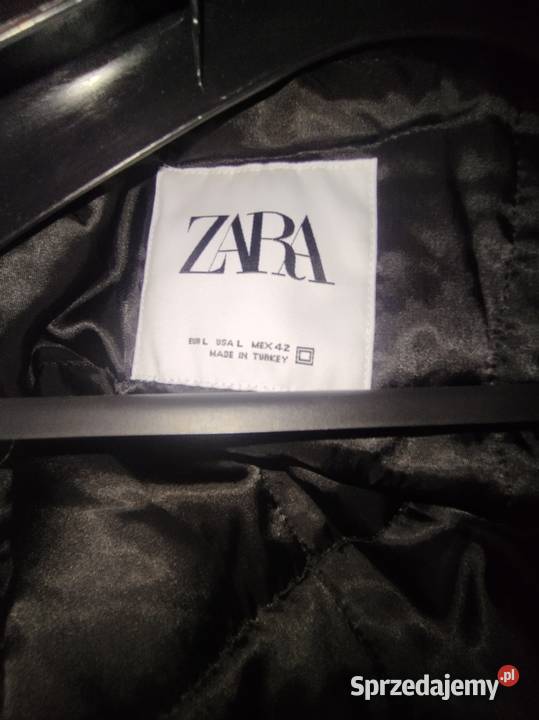 ZARA
EUR L USA L MEX 42
MADE IN TURKEY
Sprzedajemy.pl